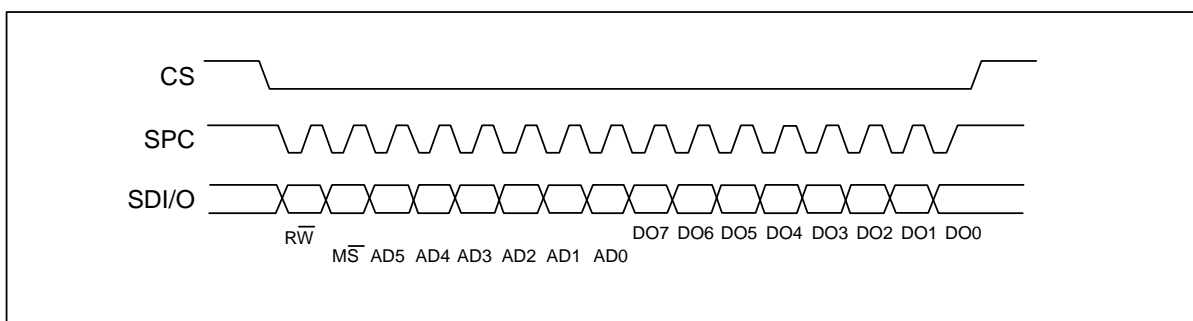 CS
SPC
SDI/O
RW̅
DO7 DO6 DO5 DO4 DO3 DO2 DO1 DO0
MS̅ AD5 AD4 AD3 AD2 AD1 AD0